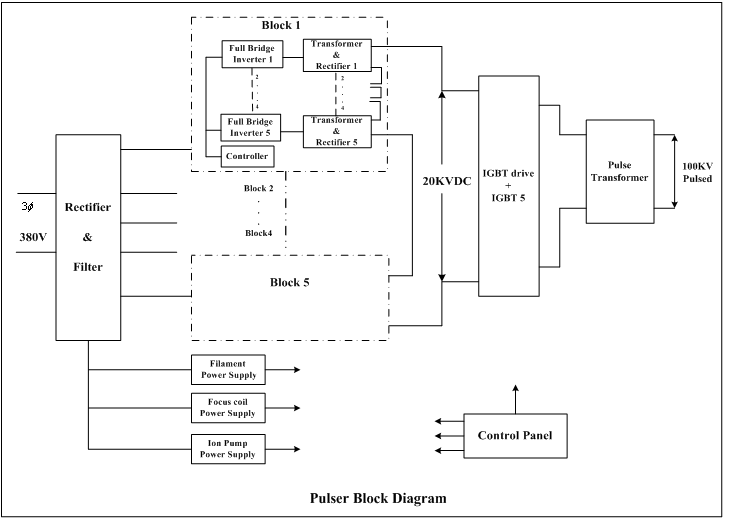 Block 1
Full Bridge
Inverter 1
Transformer
&
Rectifier 1
2
.
.
4
2
.
.
4
Full Bridge
Inverter 5
Transformer
&
Rectifier 5
Controller
Block 2
.
.
.
Block4
Block 5
3ϕ
380V
Rectifier
&
Filter
20KVDC
IGBT drive
+
IGBT 5
Pulse
Transformer
100KV
Pulsed
Filament
Power Supply
Focus coil
Power Supply
Ion Pump
Power Supply
Control Panel
Pulser Block Diagram